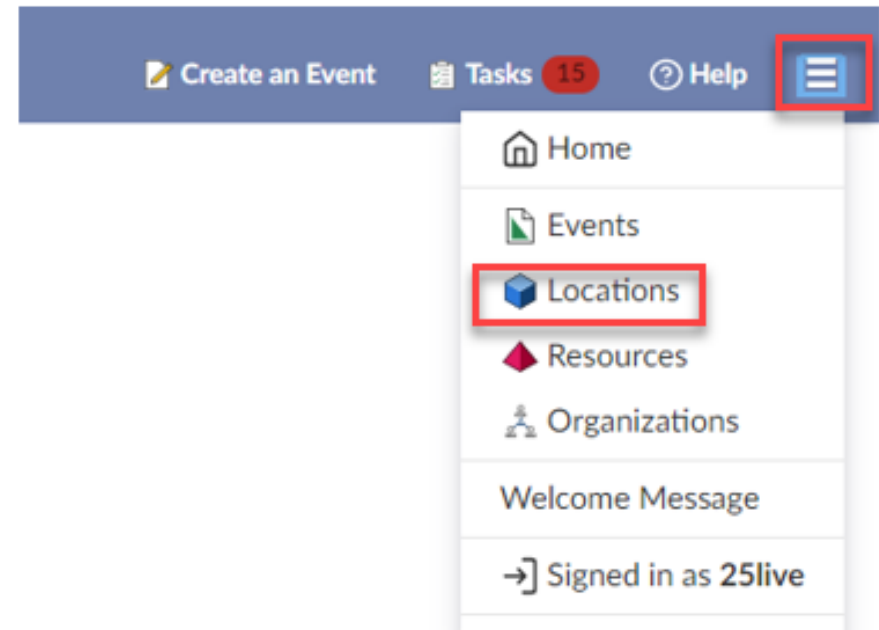 Create an Event Tasks 15 Help
Home
Events
Locations
Resources
Organizations
Welcome Message
Signed in as 25live